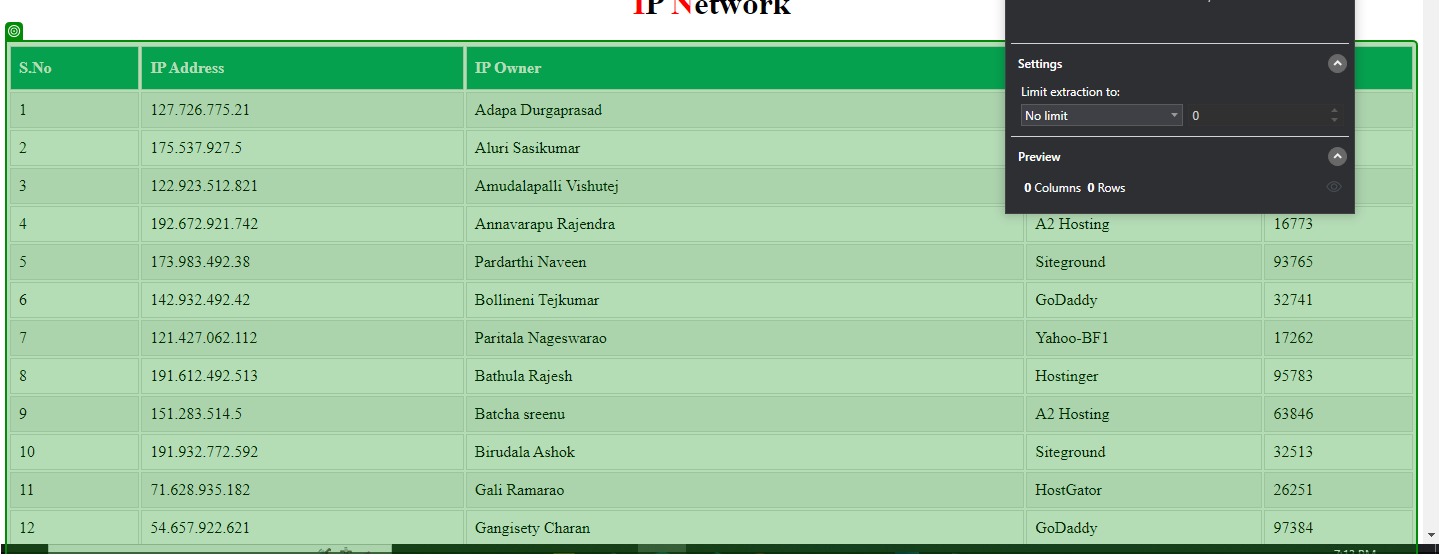 IP Network
S.No IP Address IP Owner
Settings
Limit extraction to:
No limit 0
Preview
0 Columns 0 Rows
1 127.726.775.21 Adapa Durgaprasad
2 175.537.927.5 Aluri Sasikumar
3 122.923.512.821 Amudalapalli Vishutej
4 192.672.921.742 Annavarapu Rajendra A2 Hosting 16773
5 173.983.492.38 Pardarthi Naveen Siteground 93765
6 142.932.492.42 Bollineni Tejkumar GoDaddy 32741
7 121.427.062.112 Paritala Nageswarao Yahoo-BF1 17262
8 191.612.492.513 Bathula Rajesh Hostinger 95783
9 151.283.514.5 Batcha sreenu A2 Hosting 63846
10 191.932.772.592 Birudala Ashok Siteground 32513
11 71.628.935.182 Gali Ramarao HostGator 26251
12 54.657.922.621 Gangisety Charan GoDaddy 97384